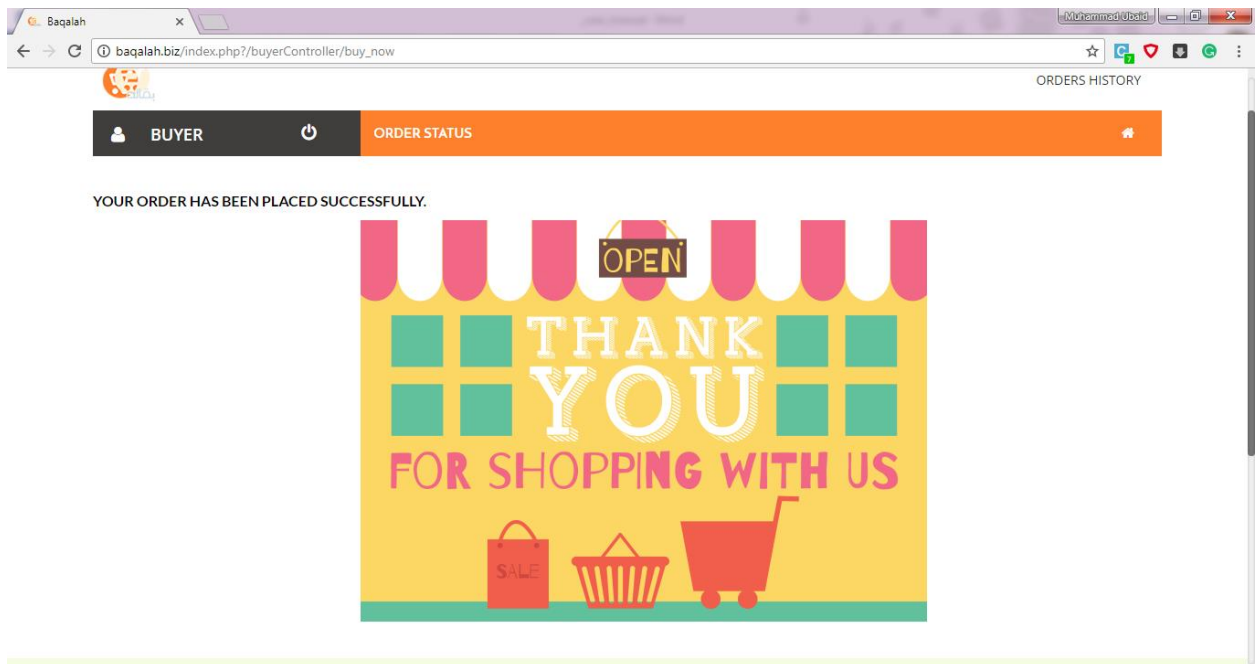 Baqalah
Muhammad Ubaid
baqalah.biz/index.php?/buyerController/buy_now
ORDERS HISTORY
BUYER
ORDER STATUS
YOUR ORDER HAS BEEN PLACED SUCCESSFULLY.
OPEN
THANK
YOU
FOR SHOPPING WITH US
SALE